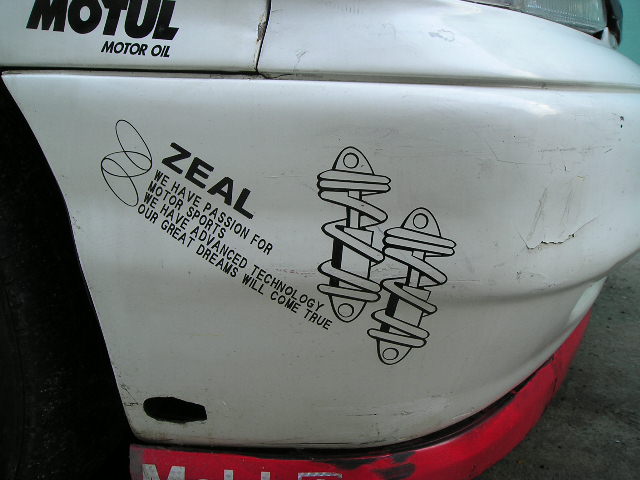 MOTUL
MOTOR OIL
ZEAL
WE HAVE PASSION FOR
MOTOR SPORTS
WE HAVE ADVANCED TECHNOLOGY
OUR GREAT DREAMS WILL COME TRUE